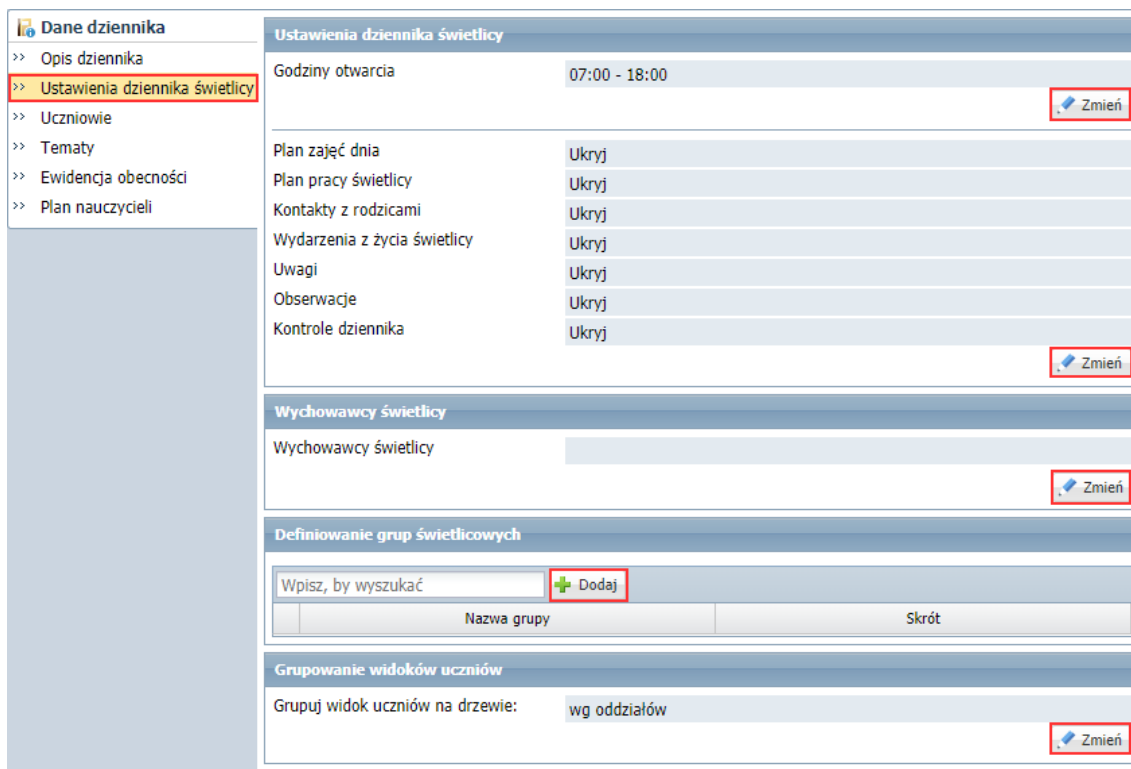 Dane dziennika
>> Opis dziennika
>> Ustawienia dziennika świetlicy
>> Uczniowie
>> Tematy
>> Ewidencja obecności
>> Plan nauczycieli
Ustawienia dziennika świetlicy
Godziny otwarcia 07:00 - 18:00
Zmień
Plan zajęć dnia Ukryj
Plan pracy świetlicy Ukryj
Kontakty z rodzicami Ukryj
Wydarzenia z życia świetlicy Ukryj
Uwagi Ukryj
Obserwacje Ukryj
Kontrole dziennika Ukryj
Zmień
Wychowawcy świetlicy
Wychowawcy świetlicy
Zmień
Definiowanie grup świetlicowych
Wpisz, by wyszukać Dodaj
Nazwa grupy Skrót
Grupowanie widoków uczniów
Grupuj widok uczniów na drzewie: wg oddziałów
Zmień